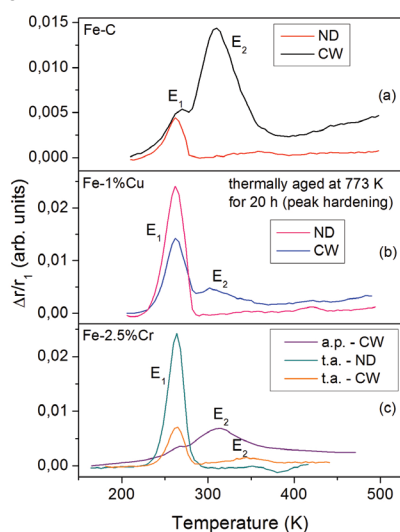 Fe-C
E1
E2
ND
CW
(a)
0,015
0,010
0,005
0,000
Fe-1%Cu
thermally aged at 773 K
for 20 h (peak hardening)
E1
E2
ND
CW
(b)
0,02
0,01
0,00
Δr/r1 (arb. units)
Fe-2.5%Cr
E1
E2
E2
a.p. - CW
t.a. - ND
t.a. - CW
(c)
0,02
0,01
0,00
200 300 400 500
Temperature (K)